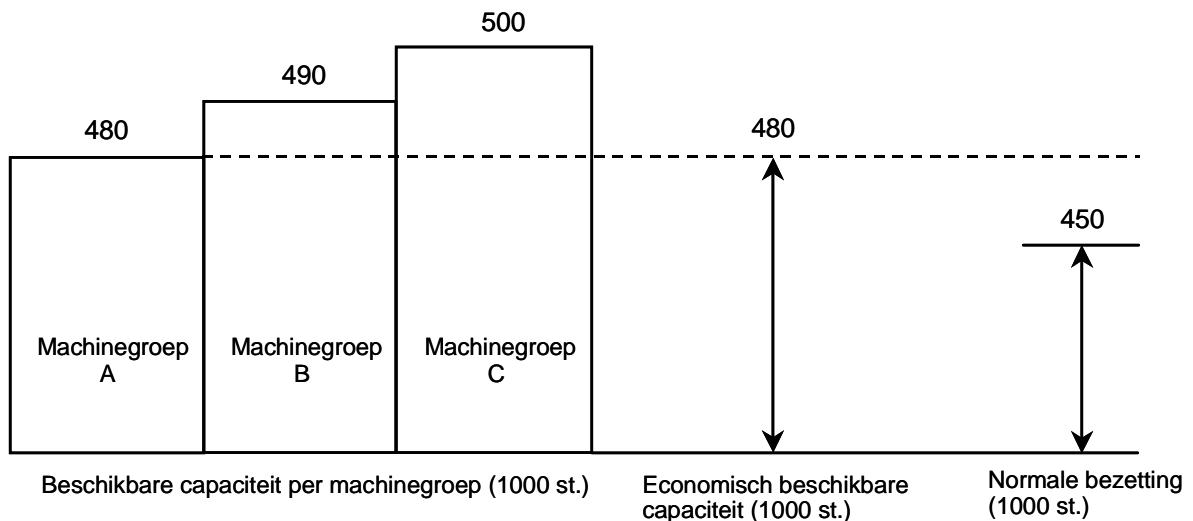 500
490
480
480
450
Machinegroep
A
Machinegroep
B
Machinegroep
C
Beschikbare capaciteit per machinegroep (1000 st.)
Economisch beschikbare
capaciteit (1000 st.)
Normale bezetting
(1000 st.)